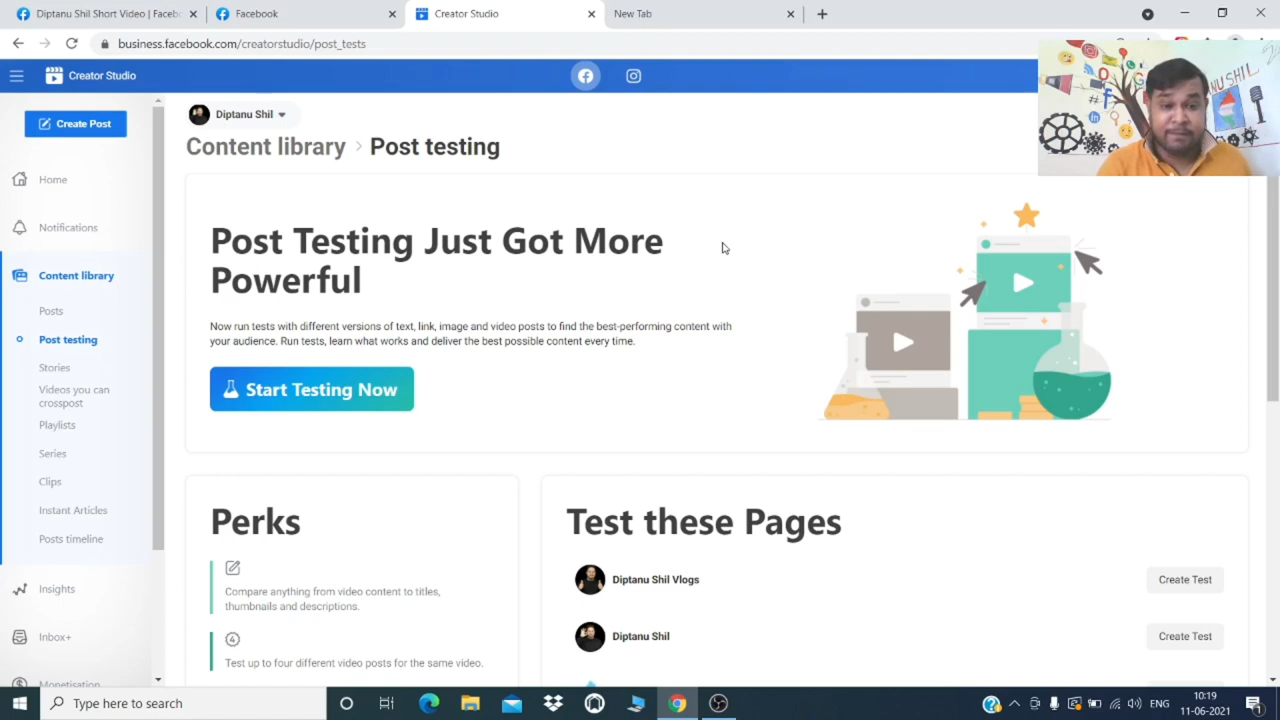 Diptanu Shil Short Video | Faceb
Facebook
Creator Studio
New Tab
business.facebook.com/creatorstudio/post_tests
Creator Studio
Create Post
Home
Notifications
Content library
Posts
Post testing
Stories
Videos you can
crosspost
Playlists
Series
Clips
Instant Articles
Posts timeline
Insights
Inbox+
Monetisation
Diptanu Shil
Content library > Post testing
Post Testing Just Got More
Powerful
Now run tests with different versions of text, link, image and video posts to find the best-performing content with
your audience. Run tests, learn what works and deliver the best possible content every time.
Start Testing Now
Perks
Compare anything from video content to titles,
thumbnails and descriptions.
4
Test up to four different video posts for the same video.
Test these Pages
Diptanu Shil Vlogs
Create Test
Diptanu Shil
Create Test
Type here to search
ENG
10:19
11-06-2021